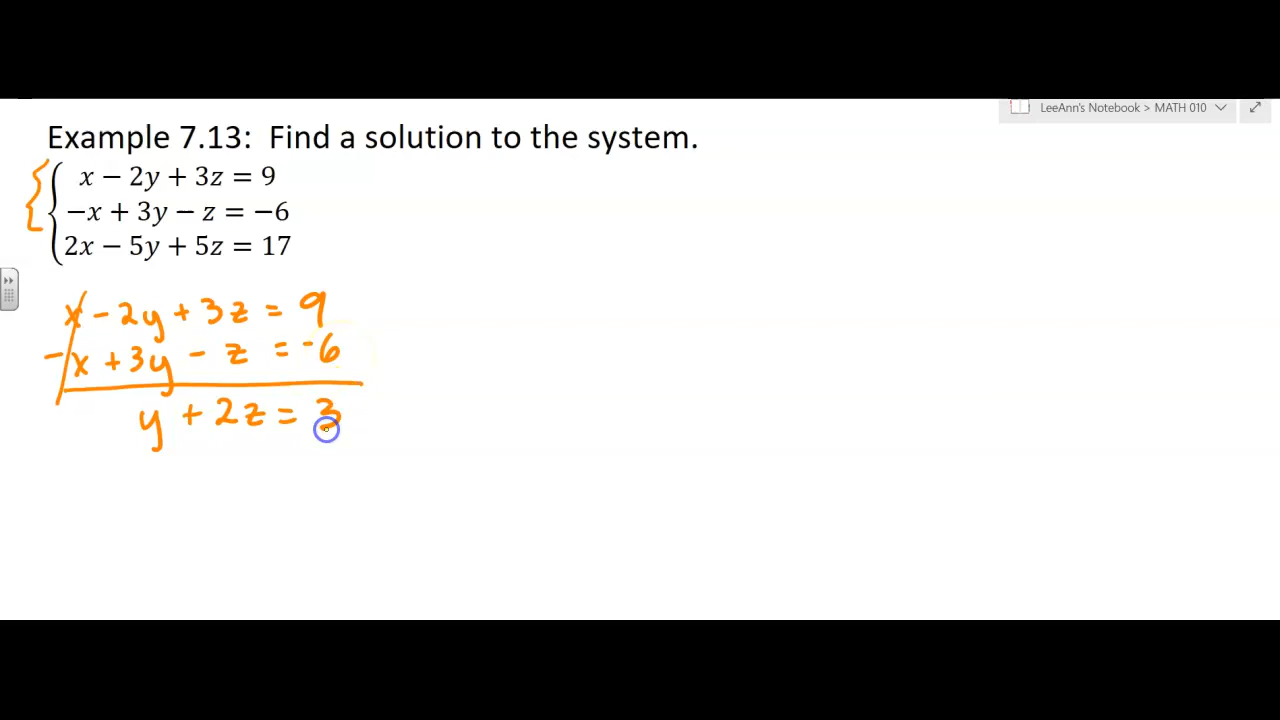 LeeAnn's Notebook > MATH 010
Example 7.13: Find a solution to the system.
x − 2y + 3z = 9
−x + 3y − z = −6
2x − 5y + 5z = 17
x - 2y + 3z = 9
-x + 3y - z = -6
y + 2z = 3